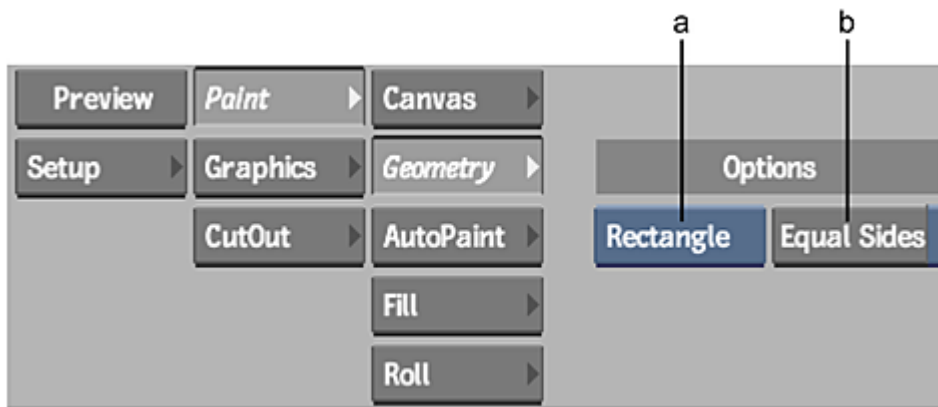 a b
Preview Paint Canvas
Setup Graphics Geometry Options
CutOut AutoPaint Rectangle Equal Sides
Fill
Roll